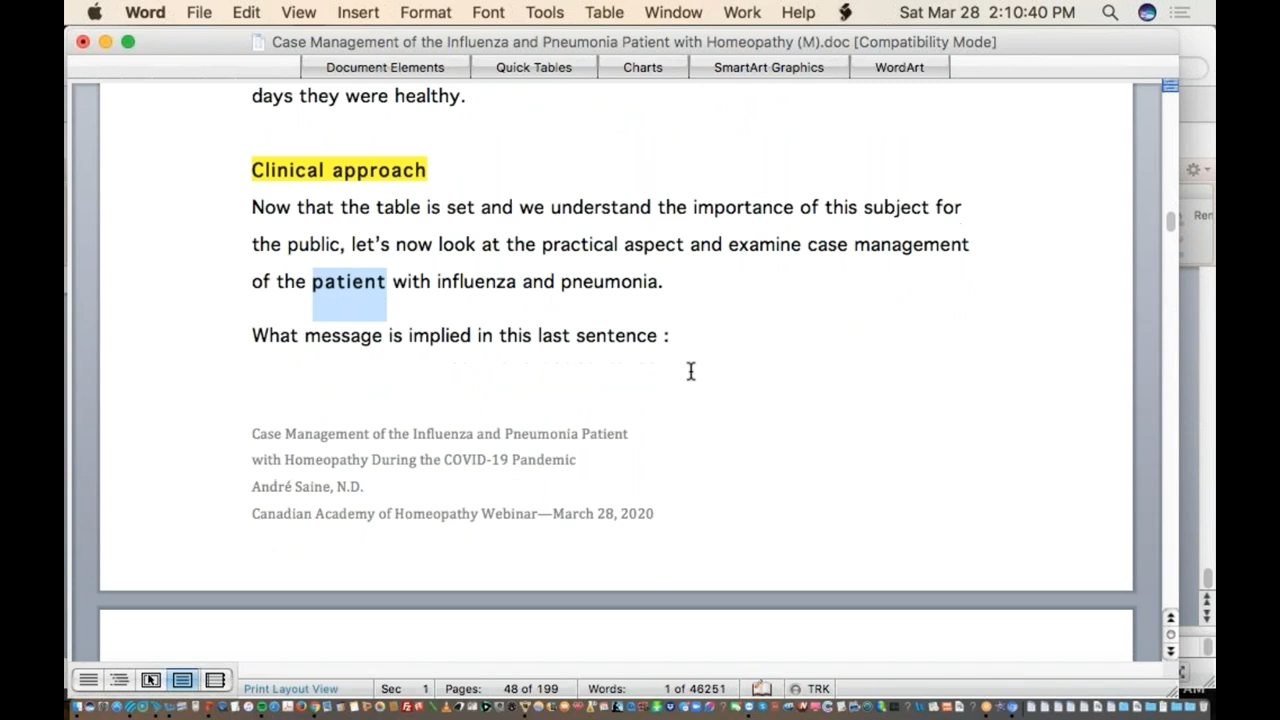 Word File Edit View Insert Format Font Tools Table Window Work Help Sat Mar 28 2:10:40 PM
Case Management of the Influenza and Pneumonia Patient with Homeopathy (M).doc [Compatibility Mode]
Document Elements Quick Tables Charts SmartArt Graphics WordArt
days they were healthy.
Clinical approach
Now that the table is set and we understand the importance of this subject for
the public, let’s now look at the practical aspect and examine case management
of the patient with influenza and pneumonia.
What message is implied in this last sentence :
Case Management of the Influenza and Pneumonia Patient
with Homeopathy During the COVID-19 Pandemic
André Saine, N.D.
Canadian Academy of Homeopathy Webinar—March 28, 2020
Print Layout View Sec 1 Pages: 48 of 199 Words: 1 of 46251 TRK
Ren
AM